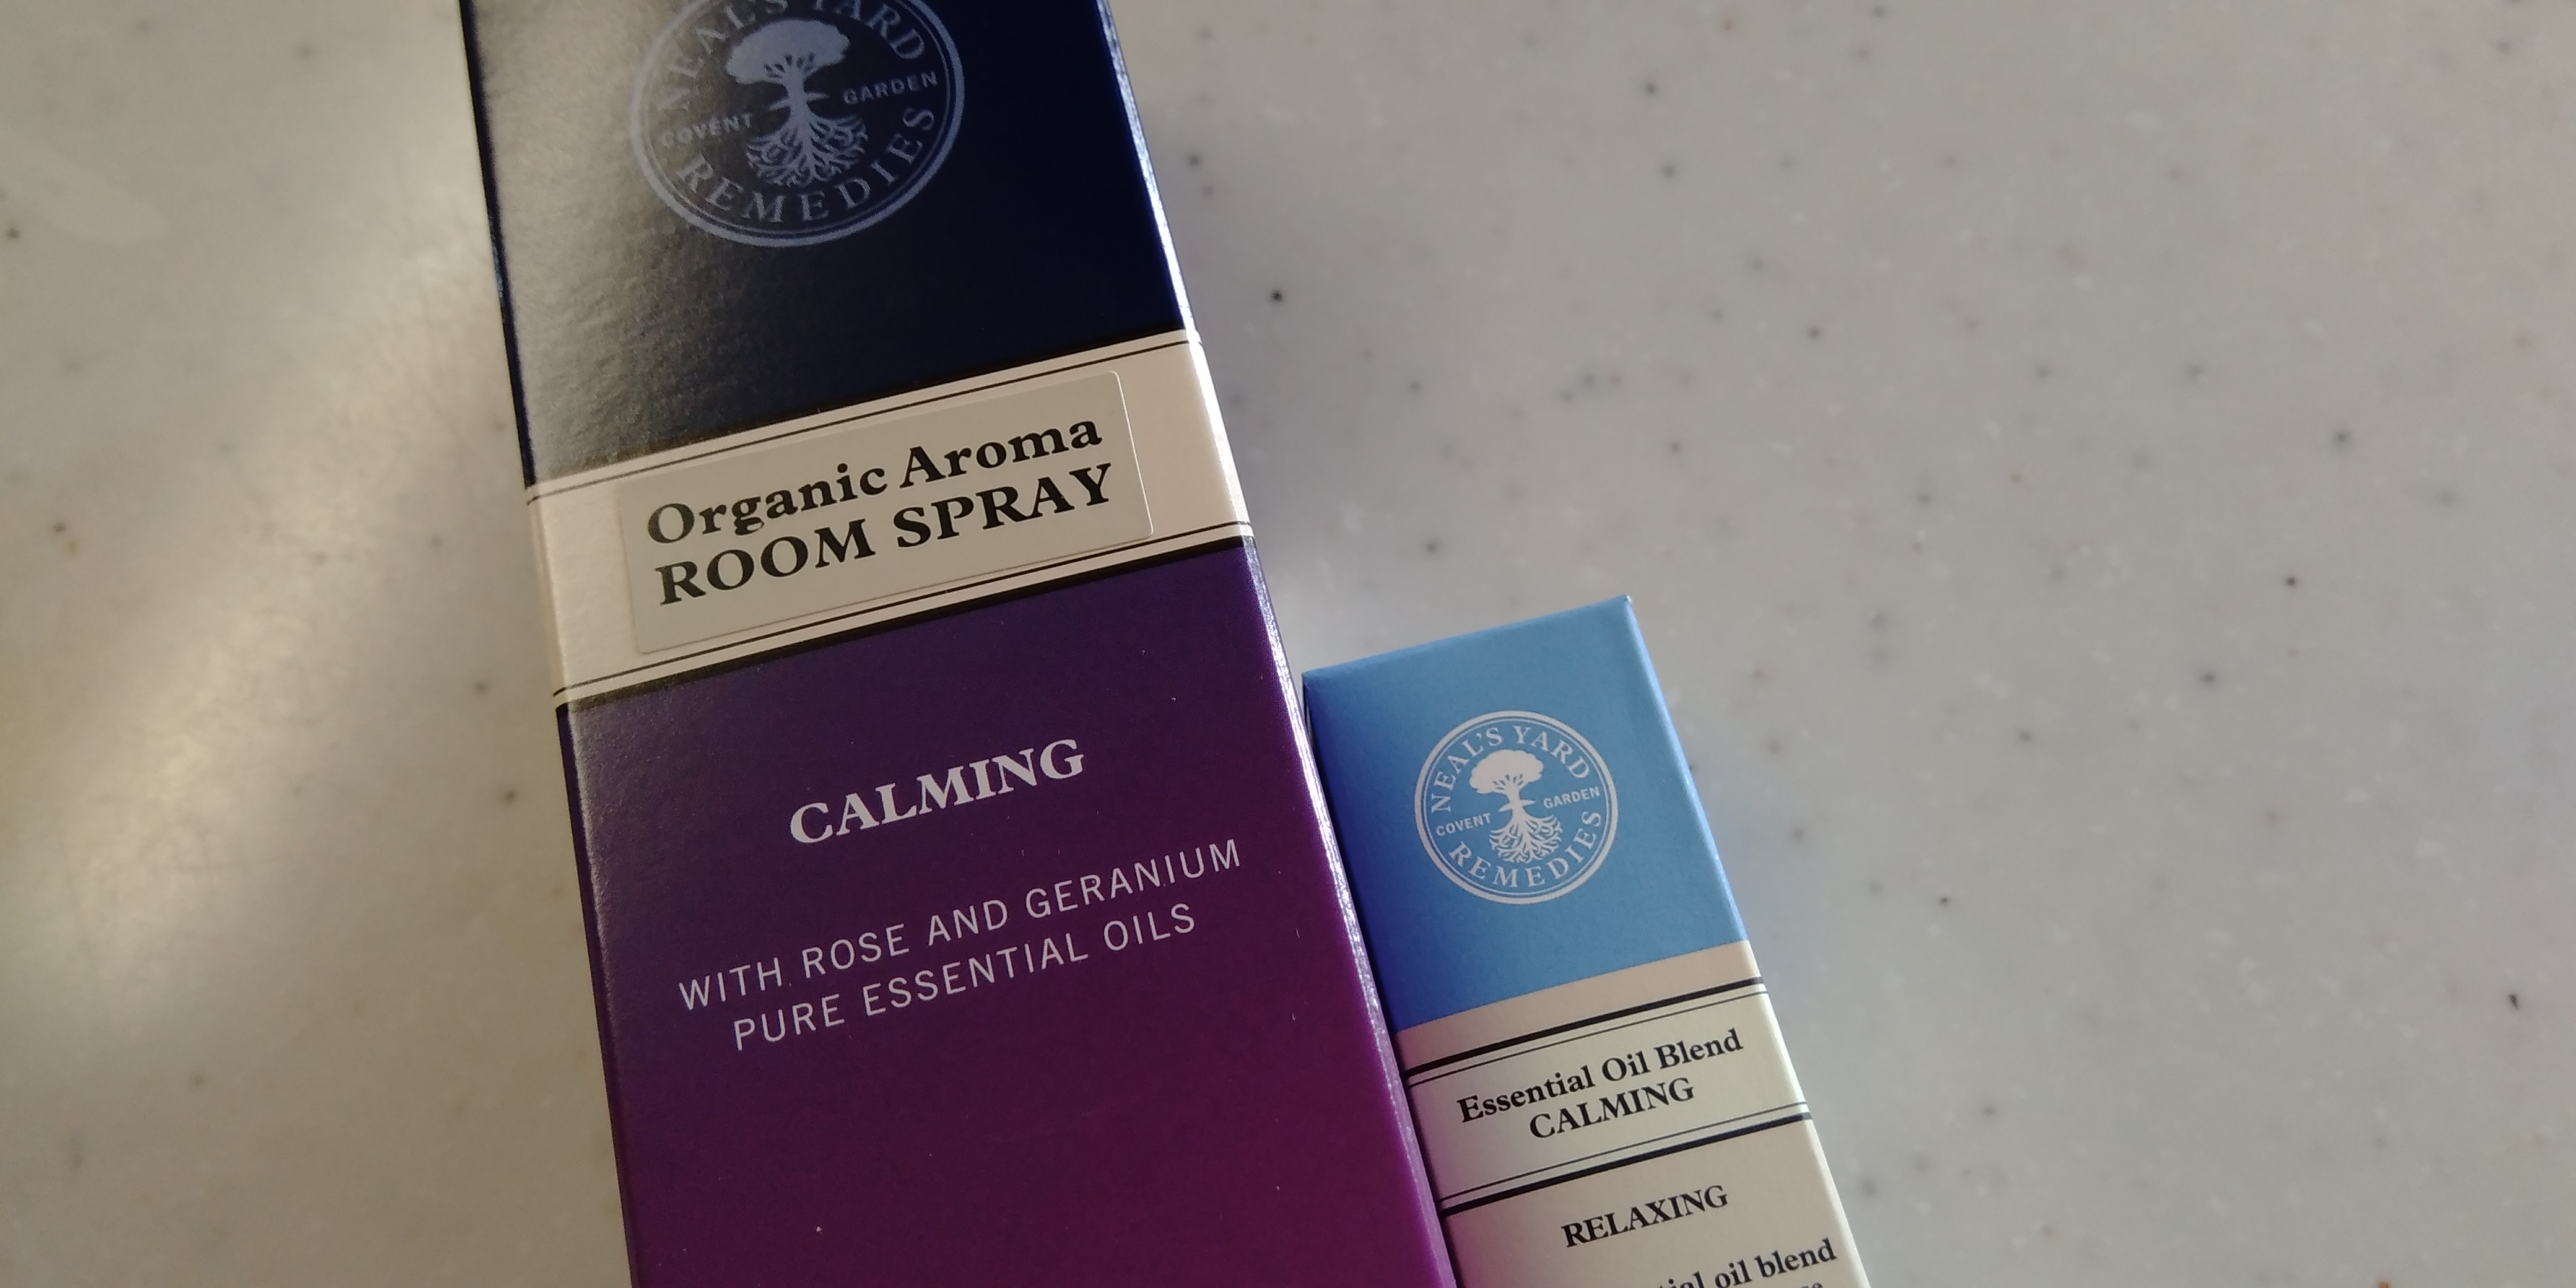 NEAL'S YARD
COVENT GARDEN
REMEDIES
Organic Aroma
ROOM SPRAY
CALMING
WITH ROSE AND GERANIUM
PURE ESSENTIAL OILS
NEAL'S YARD
COVENT GARDEN
REMEDIES
Essential Oil Blend
CALMING
RELAXING
oil blend